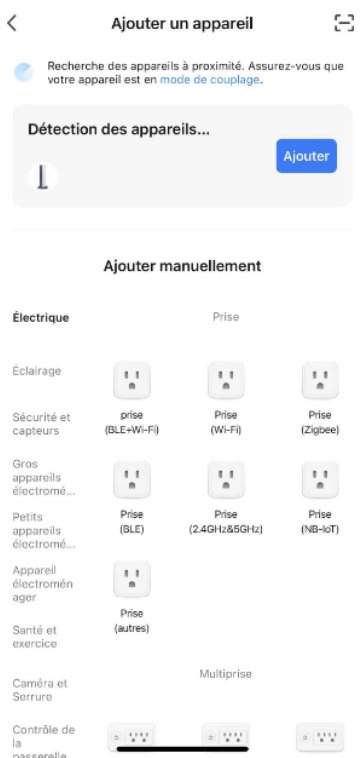 Ajouter un appareil
Recherche des appareils à proximité. Assurez-vous que
votre appareil est en mode de couplage.
Détection des appareils...
Ajouter
Ajouter manuellement
Électrique
Prise
Éclairage
prise
(BLE+Wi-Fi)
Prise
(Wi-Fi)
Prise
(Zigbee)
Sécurité et
capteurs
Gros
appareils
électromé...
Prise
(BLE)
Prise
(2.4GHz&5GHz)
Prise
(NB-IoT)
Petits
appareils
électromé...
Appareil
électromén
ager
Prise
(autres)
Santé et
exercice
Multiprise
Caméra et
Serrure
Contrôle de
la
passerelle